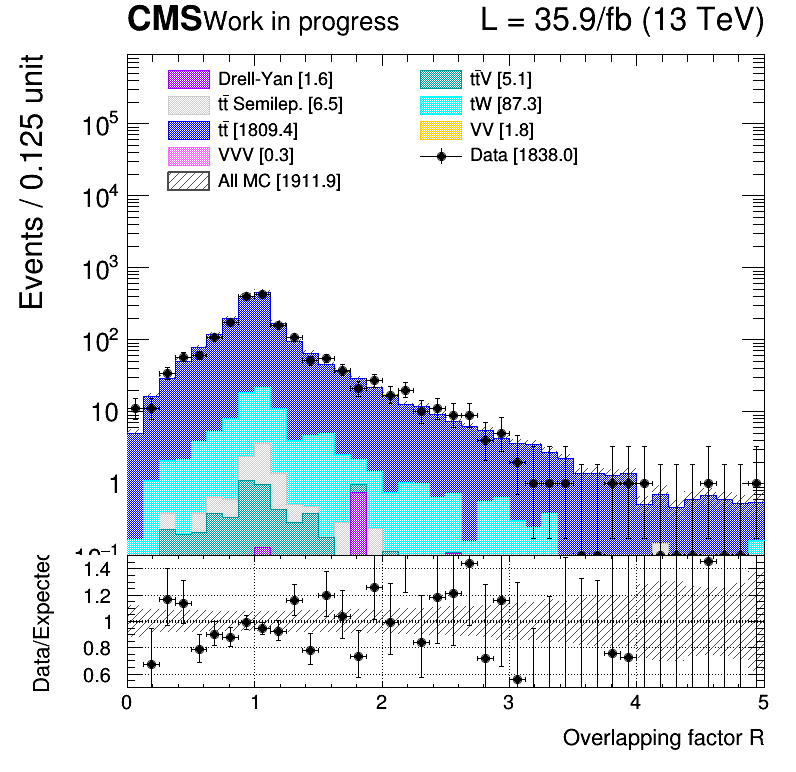 CMS Work in progress L = 35.9/fb (13 TeV)
Drell-Yan [1.6]
tt̄ Semilep. [6.5]
tt̄ [1809.4]
VVV [0.3]
All MC [1911.9]
tt̄V [5.1]
tW [87.3]
VV [1.8]
Data [1838.0]
Events / 0.125 unit
10⁵
10⁴
10³
10²
10
1
10⁻¹
Data/Expected
1.4
1.2
1
0.8
0.6
0 1 2 3 4 5
Overlapping factor R